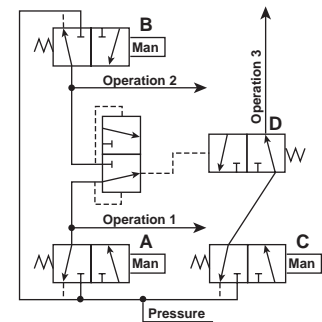 B
Man
Operation 3
Operation 2
D
Operation 1
A
C
Man
Man
Pressure